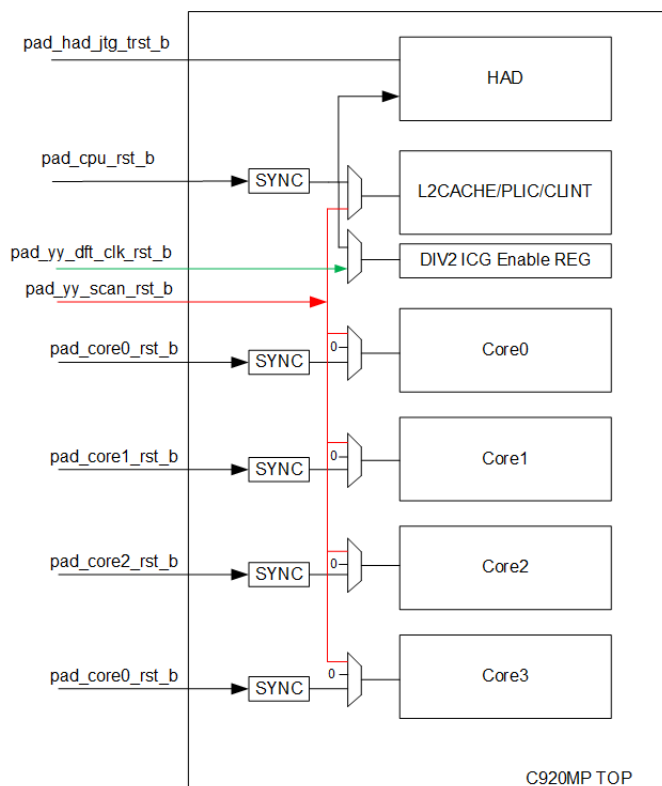 pad_had_jtg_trst_b
HAD
pad_cpu_rst_b
SYNC
L2CACHE/PLIC/CLINT
pad_yy_dft_clk_rst_b
DIV2 ICG Enable REG
pad_yy_scan_rst_b
pad_core0_rst_b
SYNC
0
Core0
pad_core1_rst_b
SYNC
0
Core1
pad_core2_rst_b
SYNC
0
Core2
pad_core0_rst_b
SYNC
0
Core3
C920MP TOP